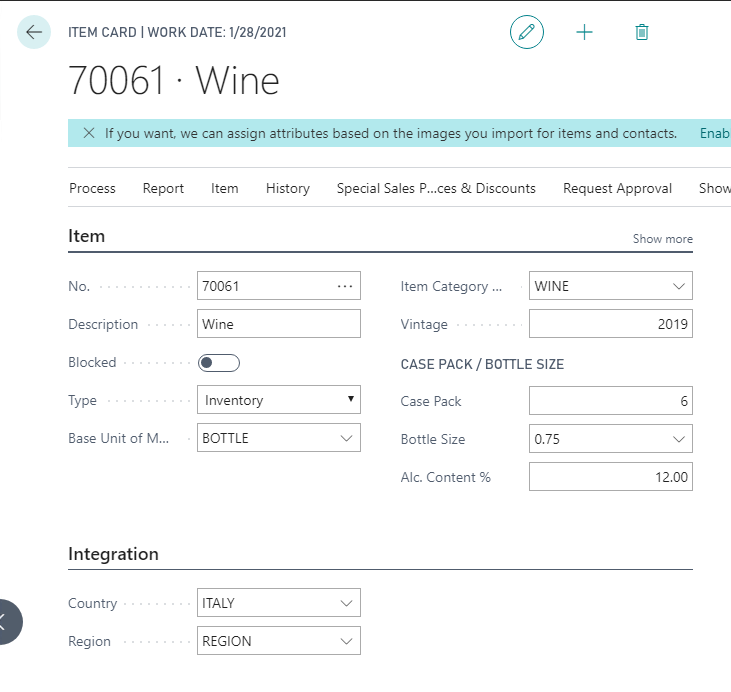 ITEM CARD | WORK DATE: 1/28/2021
70061 · Wine
If you want, we can assign attributes based on the images you import for items and contacts. Enab
Process Report Item History Special Sales P...ces & Discounts Request Approval Show
Item Show more
No. 70061 ...
Item Category ... WINE
Description Wine
Vintage 2019
Blocked
CASE PACK / BOTTLE SIZE
Type Inventory
Case Pack 6
Base Unit of M... BOTTLE
Bottle Size 0.75
Alc. Content % 12.00
Integration
Country ITALY
Region REGION